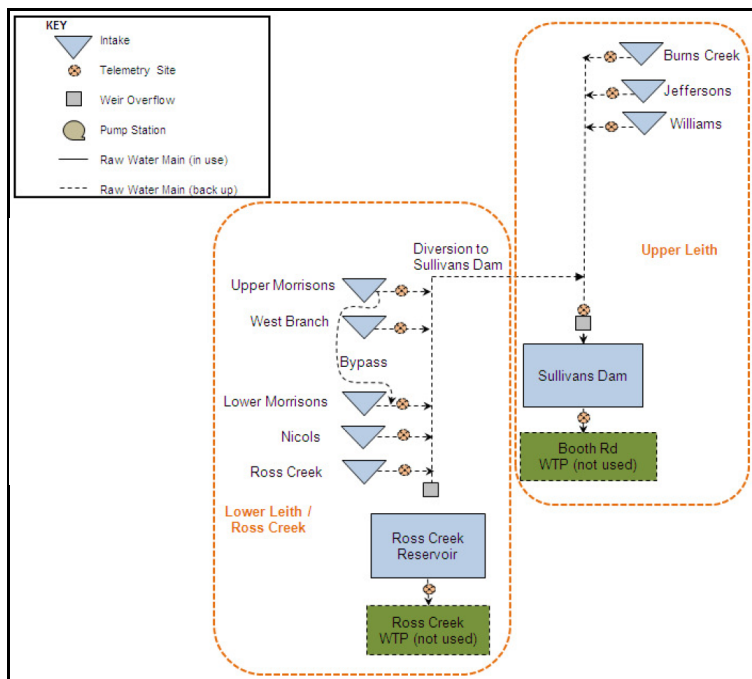 KEY
Intake
Telemetry Site
Weir Overflow
Pump Station
Raw Water Main (in use)
Raw Water Main (back up)
Burns Creek
Jeffersons
Williams
Upper Leith
Diversion to
Sullivans Dam
Upper Morrisons
West Branch
Bypass
Lower Morrisons
Nicols
Ross Creek
Lower Leith /
Ross Creek
Sullivans Dam
Booth Rd
WTP (not used)
Ross Creek
Reservoir
Ross Creek
WTP (not used)